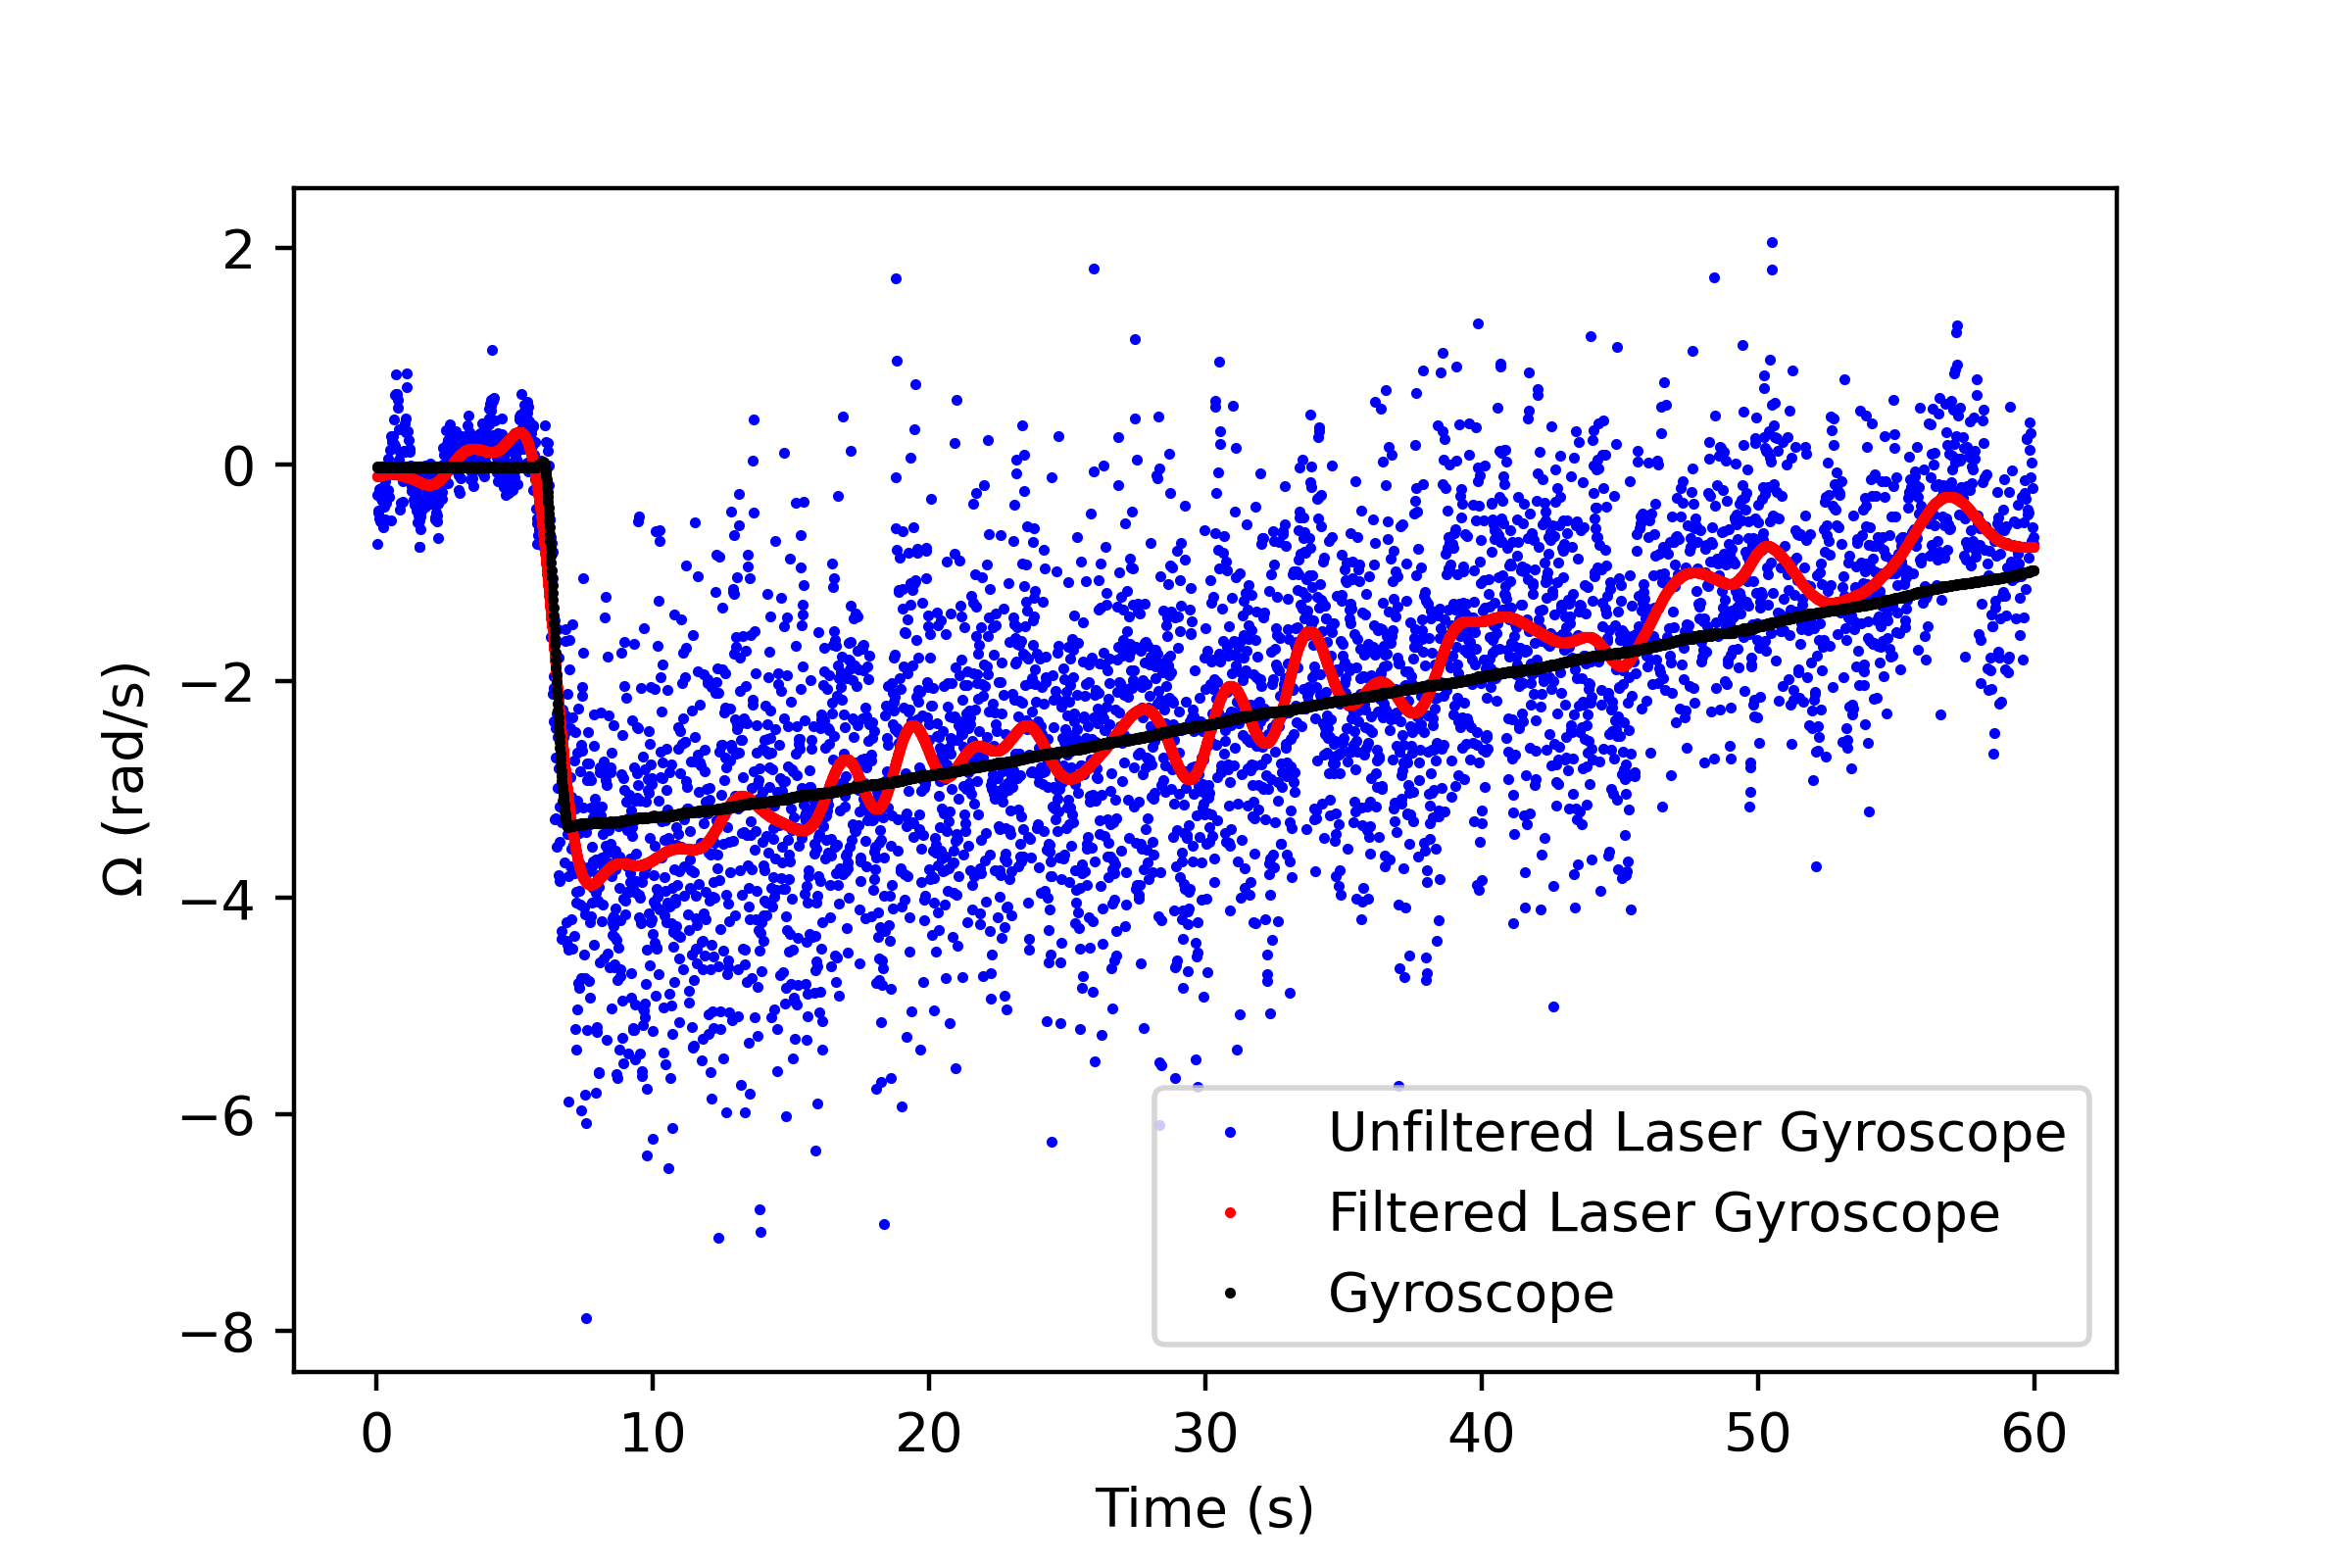 2
0
−2
−4
−6
−8
Ω (rad/s)
0 10 20 30 40 50 60
Time (s)
Unfiltered Laser Gyroscope
Filtered Laser Gyroscope
Gyroscope